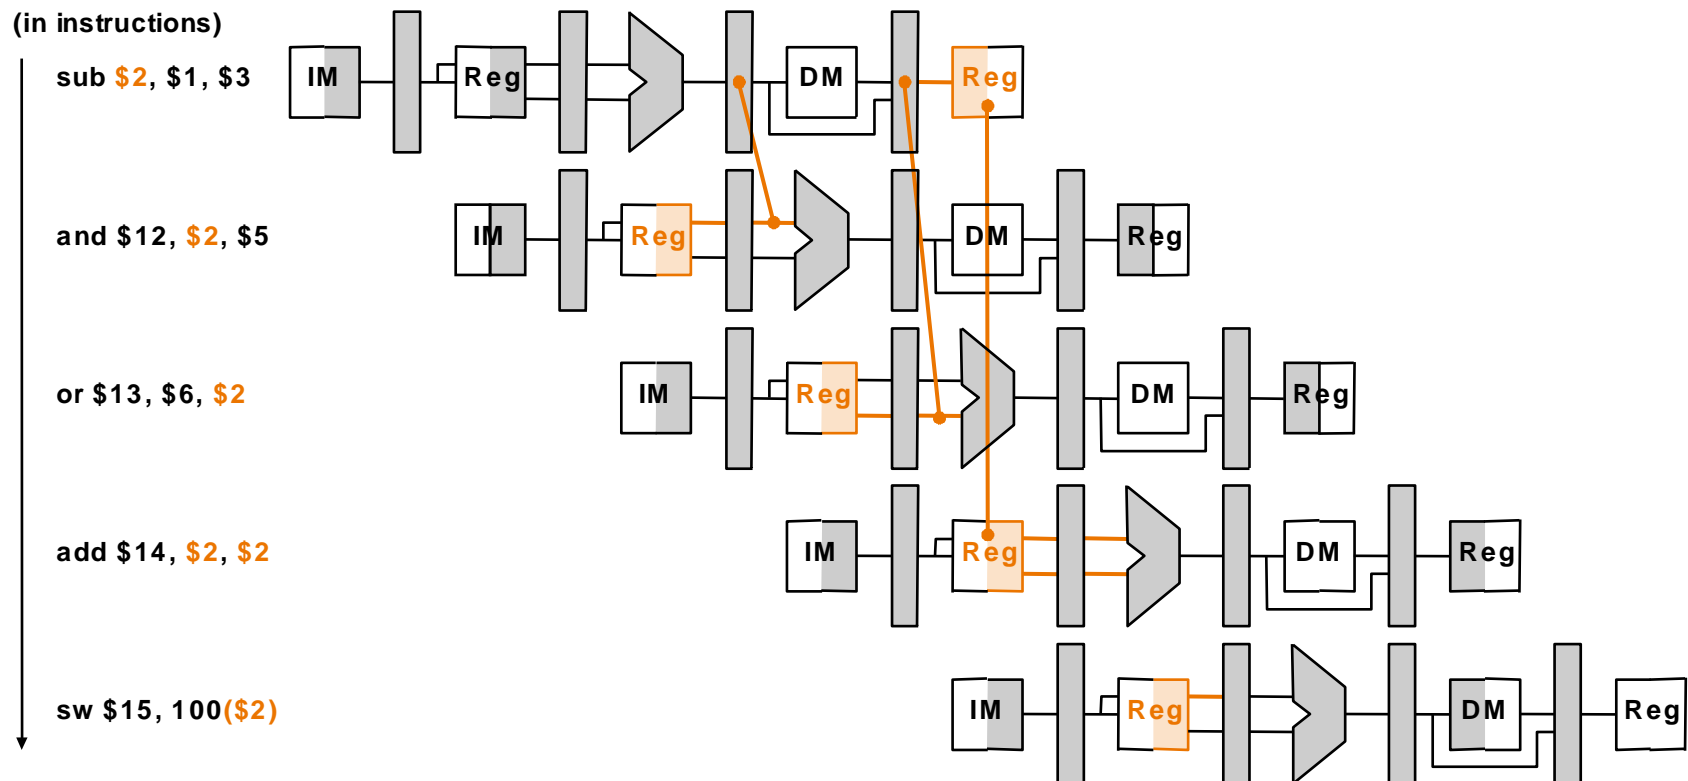 (in instructions)
sub $2, $1, $3 IM Reg DM Reg
and $12, $2, $5 IM Reg DM Reg
or $13, $6, $2 IM Reg DM Reg
add $14, $2, $2 IM Reg DM Reg
sw $15, 100($2) IM Reg DM Reg